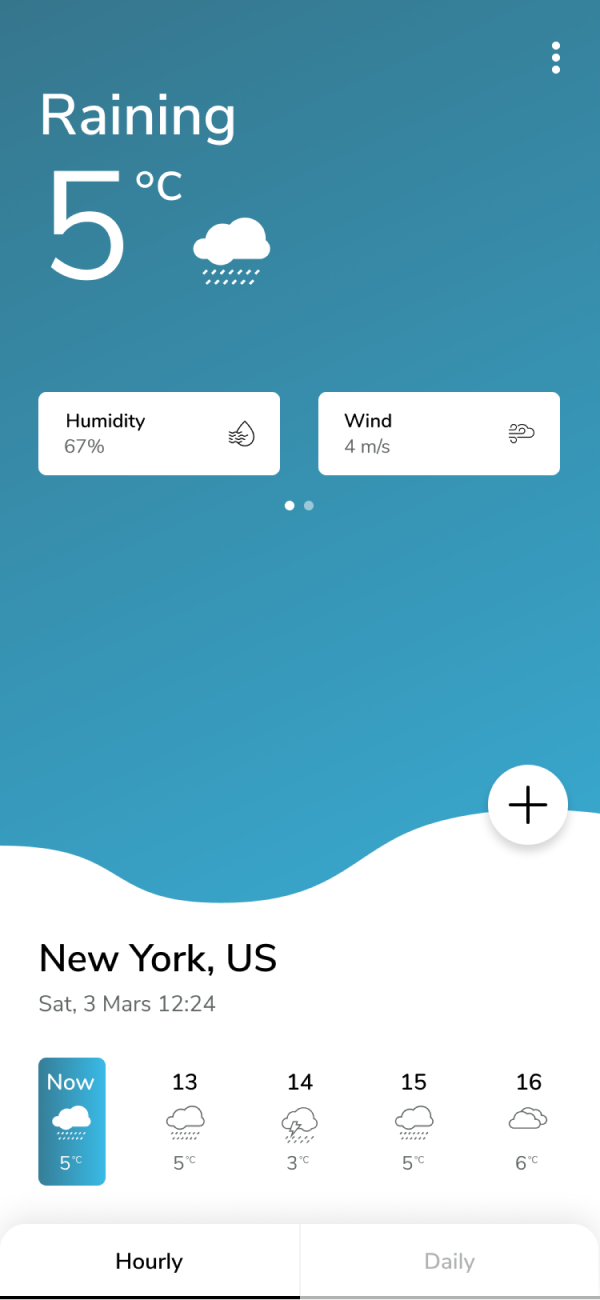 Raining
5 °C
Humidity
67%
Wind
4 m/s
New York, US
Sat, 3 Mars 12:24
Now 13 14 15 16
5°C 5°C 3°C 5°C 6°C
Hourly Daily